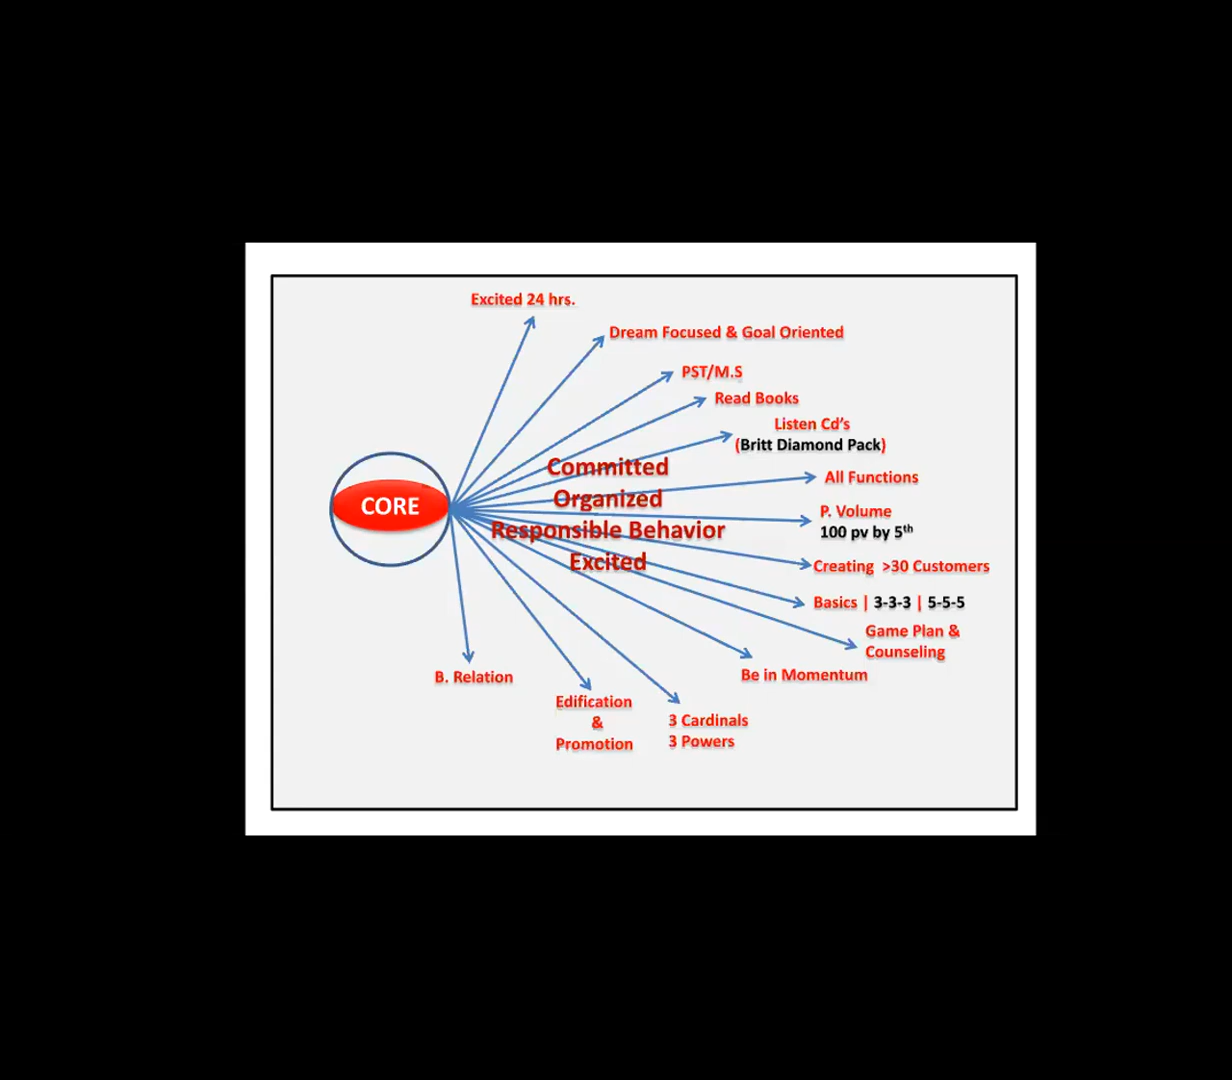 Excited 24 hrs.
Dream Focused & Goal Oriented
PST/M.S
Read Books
Listen Cd's
(Britt Diamond Pack)
Committed
All Functions
Organized
CORE
P. Volume
100 pv by 5th
Responsible Behavior
Excited
Creating >30 Customers
Basics | 3-3-3 | 5-5-5
Game Plan &
Counseling
Be in Momentum
B. Relation
Edification
&
Promotion
3 Cardinals
3 Powers